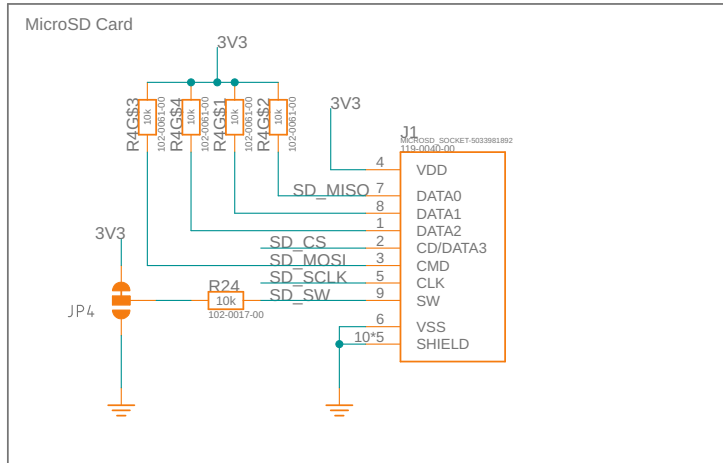 MicroSD Card
3V3
R4G$3
10k
102-0061-00
R4G$4
10k
102-0061-00
R4G$1
10k
102-0061-00
R4G$2
10k
102-0061-00
3V3
J1
MICROSD_SOCKET-5033981892
119-0040-00
4 VDD
SD_MISO 7 DATA0
8 DATA1
1 DATA2
SD_CS 2 CD/DATA3
SD_MOSI 3 CMD
SD_SCLK 5 CLK
SD_SW 9 SW
6 VSS
10*5 SHIELD
3V3
JP4
R24
10k
102-0017-00